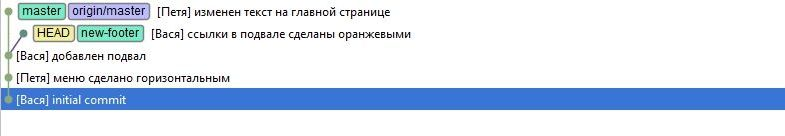 master origin/master [Петя] изменен текст на главной странице
HEAD new-footer [Вася] ссылки в подвале сделаны оранжевыми
[Вася] добавлен подвал
[Петя] меню сделано горизонтальным
[Вася] initial commit